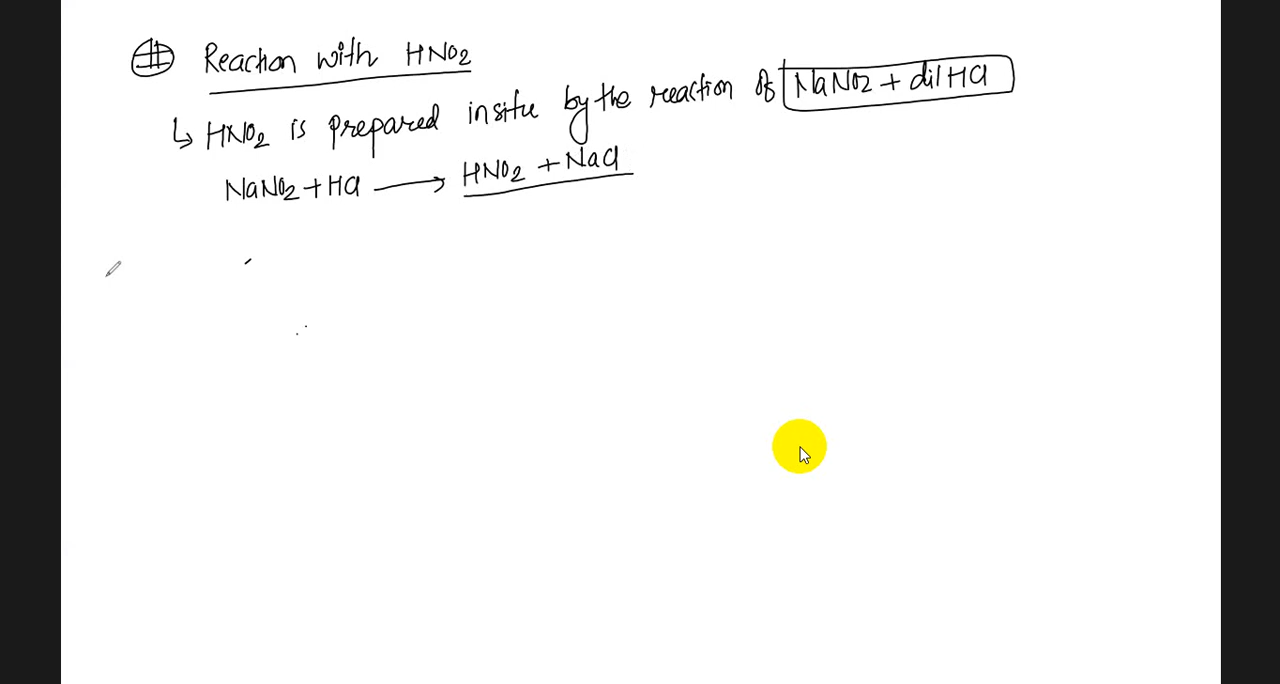 Reaction with HNO2
↳ HNO2 is prepared insitu by the reaction of NaNO2 + dil HCl
NaNO2 + HCl ⟶ HNO2 + NaCl